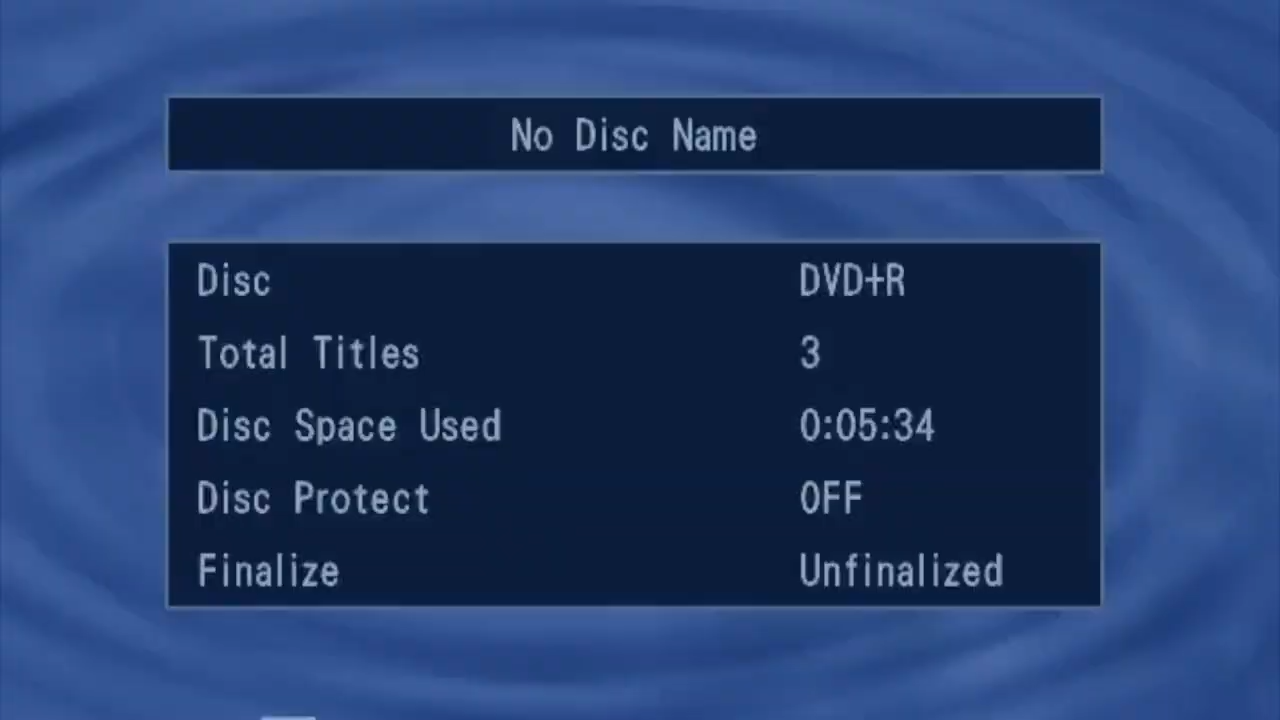 No Disc Name
Disc DVD+R
Total Titles 3
Disc Space Used 0:05:34
Disc Protect OFF
Finalize Unfinalized